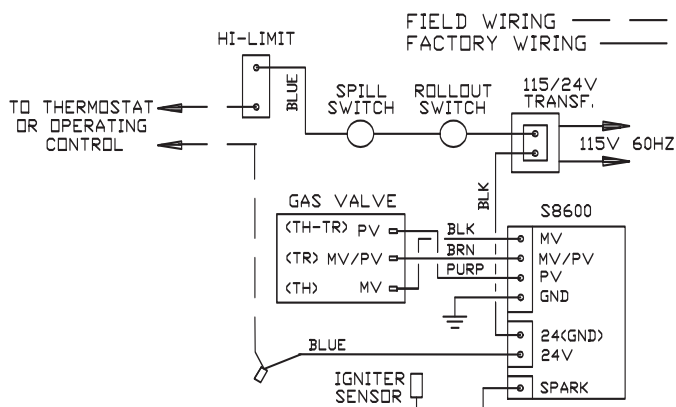 FIELD WIRING
FACTORY WIRING
HI-LIMIT
BLUE
SPILL
SWITCH
ROLLOUT
SWITCH
115/24V
TRANSF.
TO THERMOSTAT
OR OPERATING
CONTROL
115V 60HZ
BLK
GAS VALVE
(TH-TR) PV
(TR) MV/PV
(TH) MV
BLK
BRN
PURP
S8600
MV
MV/PV
PV
GND
24(GND)
24V
SPARK
BLUE
IGNITER
SENSOR